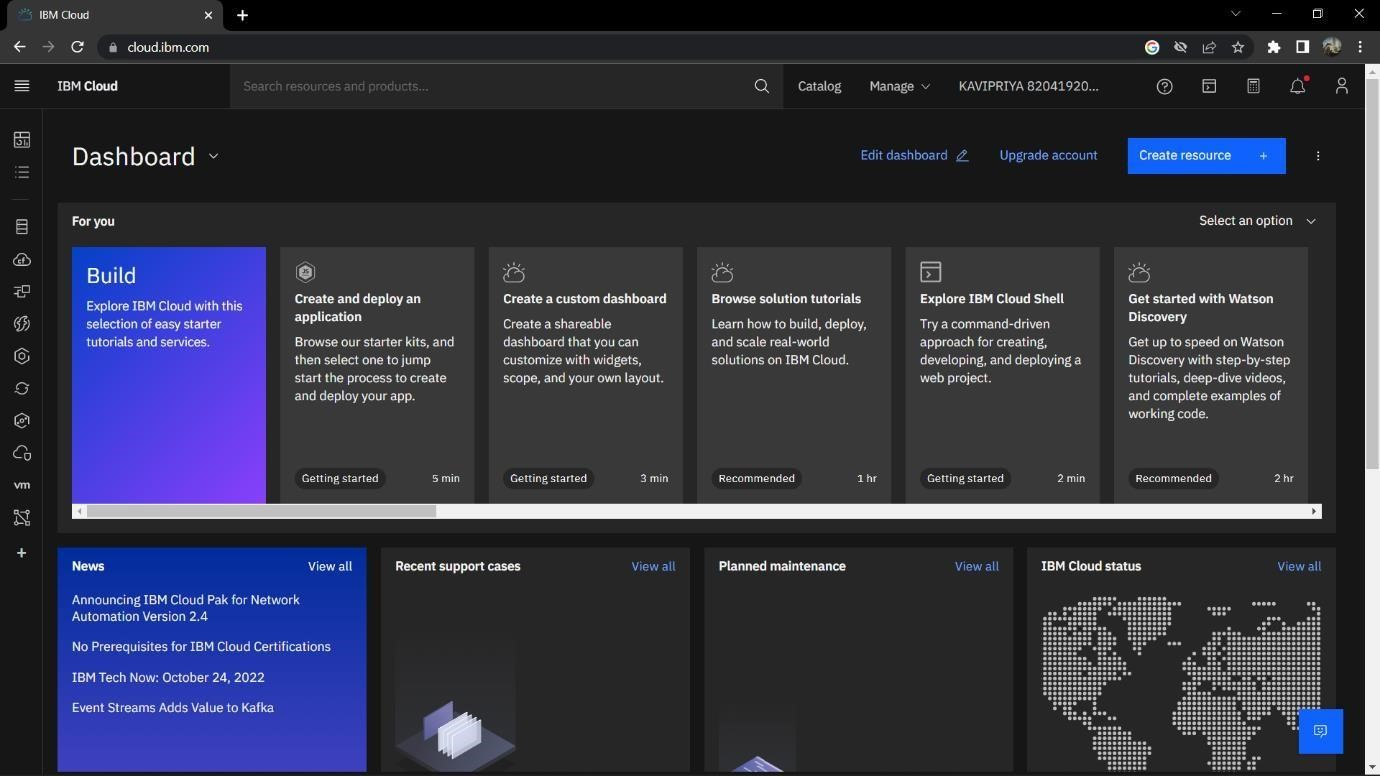 IBM Cloud
cloud.ibm.com
IBM Cloud
Search resources and products...
Catalog
Manage
KAVIPRIYA 82041920...
Dashboard
Edit dashboard
Upgrade account
Create resource +
For you
Select an option
Build
Explore IBM Cloud with this
selection of easy starter
tutorials and services.
JS
Create and deploy an
application
Browse our starter kits, and
then select one to jump
start the process to create
and deploy your app.
Getting started
5 min
Create a custom dashboard
Create a shareable
dashboard that you can
customize with widgets,
scope, and your own layout.
Getting started
3 min
Browse solution tutorials
Learn how to build, deploy,
and scale real-world
solutions on IBM Cloud.
Recommended
1 hr
Explore IBM Cloud Shell
Try a command-driven
approach for creating,
developing, and deploying a
web project.
Getting started
2 min
Get started with Watson
Discovery
Get up to speed on Watson
Discovery with step-by-step
tutorials, deep-dive videos,
and complete examples of
working code.
Recommended
2 hr
cf
vm
News
View all
Announcing IBM Cloud Pak for Network
Automation Version 2.4
No Prerequisites for IBM Cloud Certifications
IBM Tech Now: October 24, 2022
Event Streams Adds Value to Kafka
Recent support cases
View all
Planned maintenance
View all
IBM Cloud status
View all